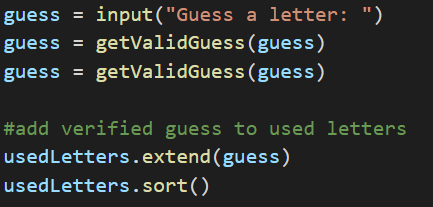 guess = input("Guess a letter: ")
guess = getValidGuess(guess)
guess = getValidGuess(guess)
#add verified guess to used letters
usedLetters.extend(guess)
usedLetters.sort()